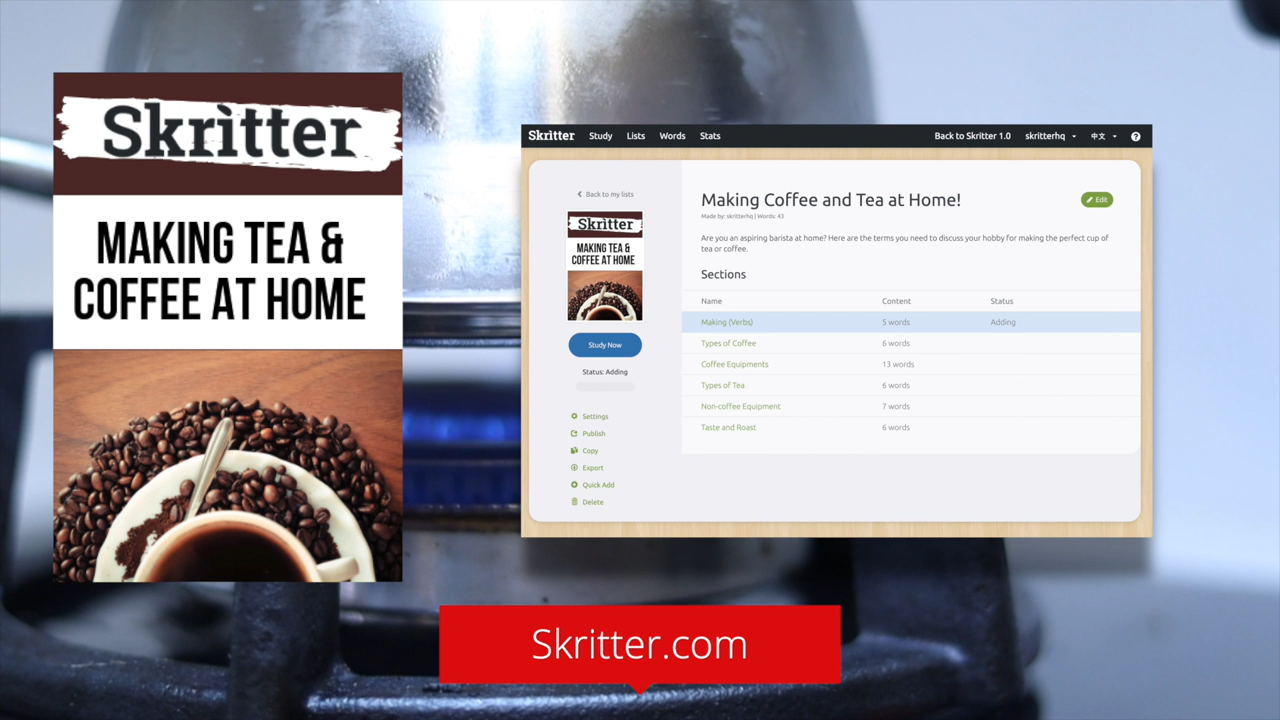 Skritter
MAKING TEA &
COFFEE AT HOME
Skritter Study Lists Words Stats Back to Skritter 1.0 skritterhq 中文 ?
Back to my lists
Skritter
MAKING TEA &
COFFEE AT HOME
Study Now
Status: Adding
Settings
Publish
Copy
Export
Quick Add
Delete
Making Coffee and Tea at Home!
Edit
Made by: skritterhq | Words: 43
Are you an aspiring barista at home? Here are the terms you need to discuss your hobby for making the perfect cup of
tea or coffee.
Sections
Name Content Status
Making (Verbs) 5 words Adding
Types of Coffee 6 words
Coffee Equipments 13 words
Types of Tea 6 words
Non-coffee Equipment 7 words
Taste and Roast 6 words
Skritter.com